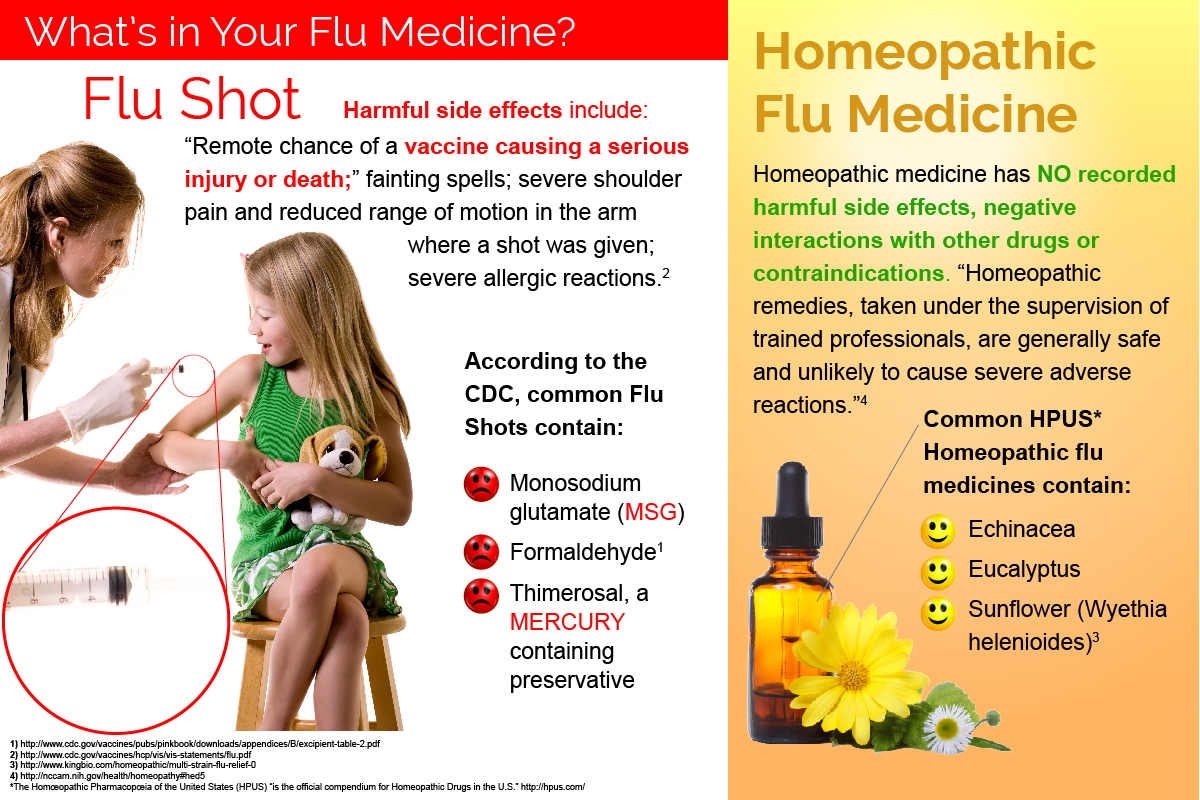 What's in Your Flu Medicine?
Flu Shot
Harmful side effects include:
“Remote chance of a vaccine causing a serious
injury or death;” fainting spells; severe shoulder
pain and reduced range of motion in the arm
where a shot was given;
severe allergic reactions.2
According to the
CDC, common Flu
Shots contain:
Monosodium
glutamate (MSG)
Formaldehyde1
Thimerosal, a
MERCURY
containing
preservative
1) http://www.cdc.gov/vaccines/pubs/pinkbook/downloads/appendices/B/excipient-table-2.pdf
2) http://www.cdc.gov/vaccines/hcp/vis/vis-statements/flu.pdf
3) http://www.kingbio.com/homeopathic/multi-strain-flu-relief-0
4) http://nccam.nih.gov/health/homeopathy#hed5
*The Homœopathic Pharmacopœia of the United States (HPUS) “is the official compendium for Homeopathic Drugs in the U.S.” http://hpus.com/
Homeopathic
Flu Medicine
Homeopathic medicine has NO recorded
harmful side effects, negative
interactions with other drugs or
contraindications. “Homeopathic
remedies, taken under the supervision of
trained professionals, are generally safe
and unlikely to cause severe adverse
reactions.”4
Common HPUS*
Homeopathic flu
medicines contain:
Echinacea
Eucalyptus
Sunflower (Wyethia
helenioides)3